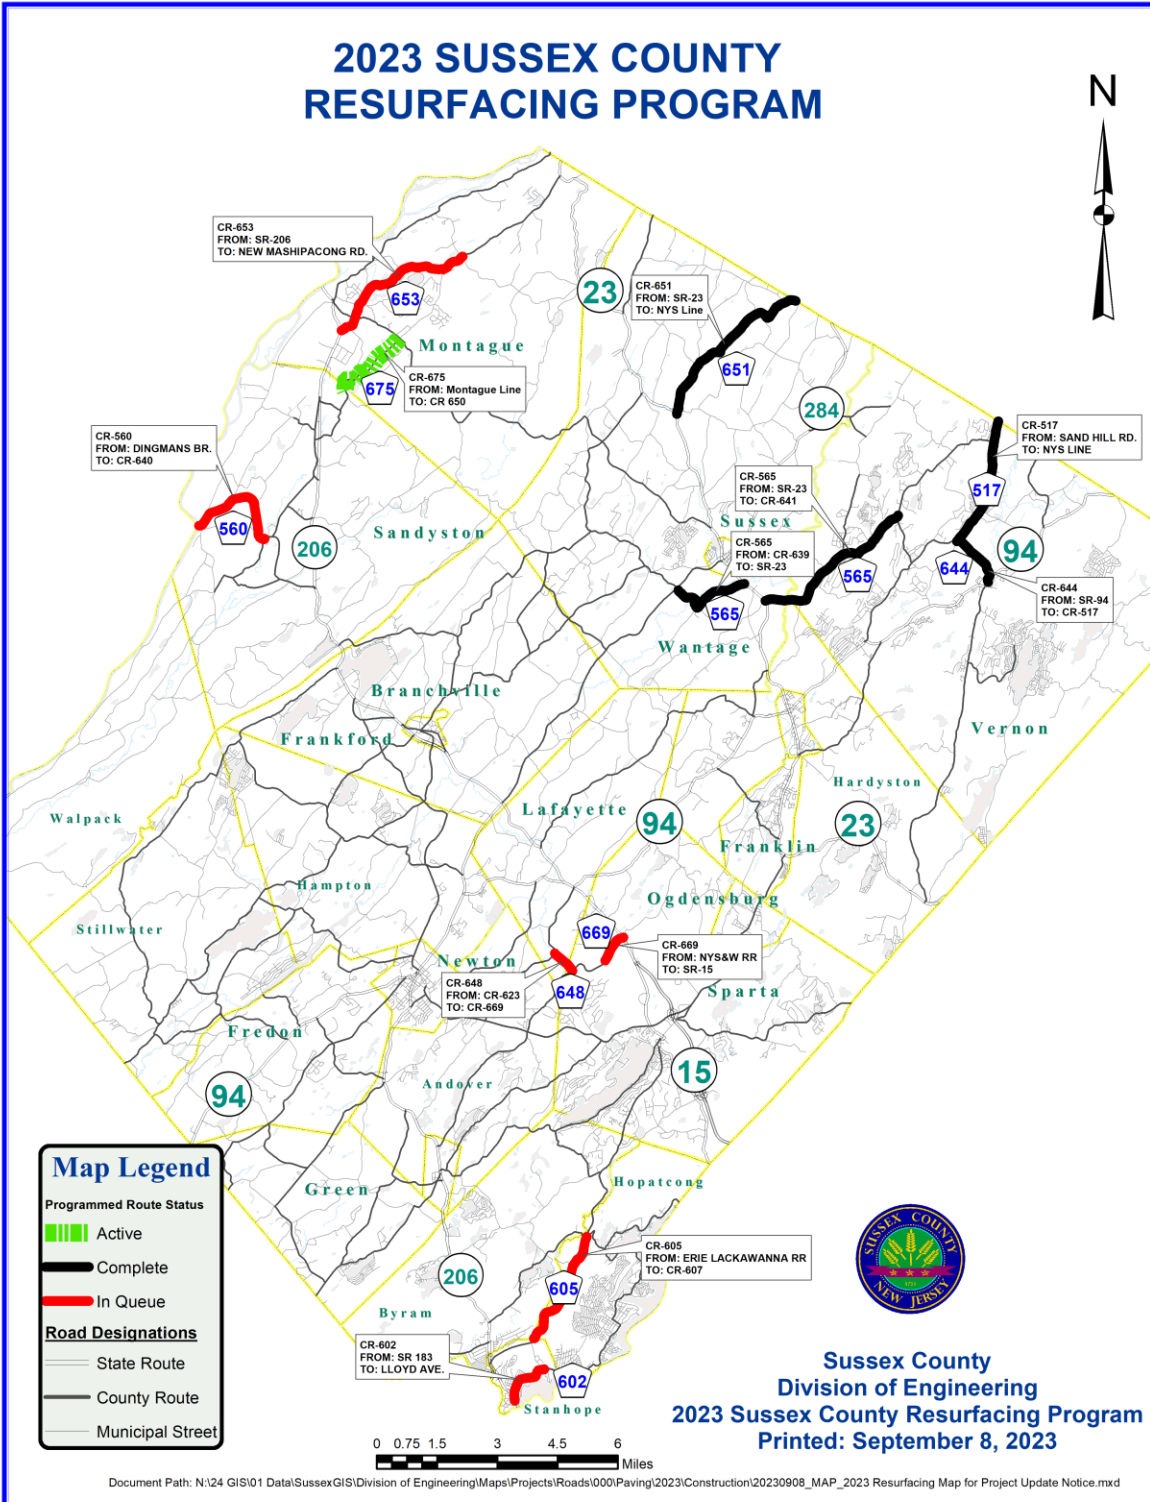 2023 SUSSEX COUNTY
RESURFACING PROGRAM
N
CR-653
FROM: SR-206
TO: NEW MASHIPACONG RD.
653
23
CR-651
FROM: SR-23
TO: NYS Line
651
Montague
CR-675
FROM: Montague Line
TO: CR 650
675
284
CR-560
FROM: DINGMANS BR.
TO: CR-640
560
206
Sandyston
CR-517
FROM: SAND HILL RD.
TO: NYS LINE
517
CR-565
FROM: SR-23
TO: CR-641
565
Sussex
CR-565
FROM: CR-639
TO: SR-23
565
94
644
CR-644
FROM: SR-94
TO: CR-517
Wantage
Branchville
Frankford
Vernon
Hardyston
Lafayette
94
23
Walpack
Franklin
Hampton
Ogdensburg
Stillwater
669
CR-669
FROM: NYS&W RR
TO: SR-15
Newton
CR-648
FROM: CR-623
TO: CR-669
648
Sparta
Fredon
94
Andover
15
Green
Hopatcong
CR-605
FROM: ERIE LACKAWANNA RR
TO: CR-607
605
206
Byram
CR-602
FROM: SR 183
TO: LLOYD AVE.
602
Stanhope
Map Legend
Programmed Route Status
Active
Complete
In Queue
Road Designations
State Route
County Route
Municipal Street
SUSSEX COUNTY
1753
NEW JERSEY
Sussex County
Division of Engineering
2023 Sussex County Resurfacing Program
Printed: September 8, 2023
0 0.75 1.5 3 4.5 6
Miles
Document Path: N:\24 GIS\01 Data\SussexGIS\Division of Engineering\Maps\Projects\Roads\000\Paving\2023\Construction\20230908_MAP_2023 Resurfacing Map for Project Update Notice.mxd